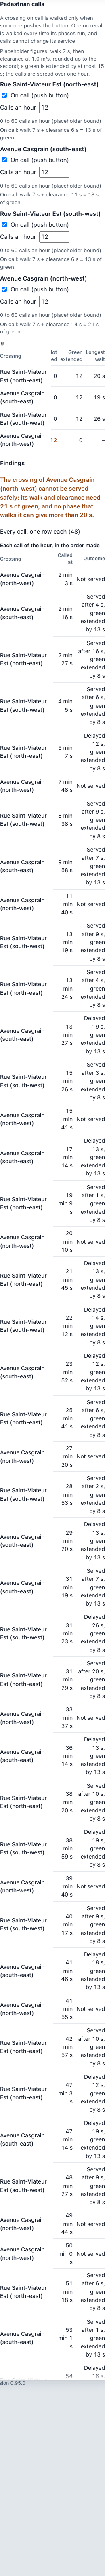 Pedestrian calls
A crossing on call is walked only when
someone pushes the button. One on recall
is walked every time its phase runs, and
calls cannot change its service.
Placeholder figures: walk 7 s, then
clearance at 1.0 m/s, rounded up to the
second, a green is extended by at most 15
s; the calls are spread over one hour.
Rue Saint-Viateur Est (north-east)
On call (push button)
Calls an hour 12
0 to 60 calls an hour (placeholder bound)
On call: walk 7 s + clearance 6 s = 13 s of
green.
Avenue Casgrain (south-east)
On call (push button)
Calls an hour 12
0 to 60 calls an hour (placeholder bound)
On call: walk 7 s + clearance 11 s = 18 s
of green.
Rue Saint-Viateur Est (south-west)
On call (push button)
Calls an hour 12
0 to 60 calls an hour (placeholder bound)
On call: walk 7 s + clearance 6 s = 13 s of
green.
Avenue Casgrain (north-west)
On call (push button)
Calls an hour 12
0 to 60 calls an hour (placeholder bound)
On call: walk 7 s + clearance 14 s = 21 s
of green.
g
Crossing Green extended Longest wait
Rue Saint-Viateur Est (north-east) 0 12 20 s
Avenue Casgrain (south-east) 0 12 19 s
Rue Saint-Viateur Est (south-west) 0 12 26 s
Avenue Casgrain (north-west) 12 0 –
Findings
The crossing of Avenue Casgrain
(north-west) cannot be served
safely: its walk and clearance need
21 s of green, and no phase that
walks it can give more than 20 s.
Every call, one row each (48)
Each call of the hour, in the order made
Crossing Called at Outcome
Avenue Casgrain (north-west) 2 min 3 s Not served
Avenue Casgrain (south-east) 2 min 16 s Served after 4 s, green extended by 13 s
Rue Saint-Viateur Est (north-east) 2 min 27 s Served after 16 s, green extended by 8 s
Rue Saint-Viateur Est (south-west) 4 min 5 s Served after 6 s, green extended by 8 s
Rue Saint-Viateur Est (north-east) 5 min 7 s Delayed 12 s, green extended by 8 s
Avenue Casgrain (north-west) 7 min 48 s Not served
Rue Saint-Viateur Est (south-west) 8 min 38 s Served after 9 s, green extended by 8 s
Avenue Casgrain (south-east) 9 min 58 s Served after 7 s, green extended by 13 s
Avenue Casgrain (north-west) 11 min 40 s Not served
Rue Saint-Viateur Est (south-west) 13 min 19 s Served after 9 s, green extended by 8 s
Rue Saint-Viateur Est (north-east) 13 min 24 s Served after 4 s, green extended by 8 s
Avenue Casgrain (south-east) 13 min 27 s Delayed 19 s, green extended by 13 s
Rue Saint-Viateur Est (south-west) 15 min 26 s Served after 3 s, green extended by 8 s
Avenue Casgrain (north-west) 15 min 41 s Not served
Avenue Casgrain (south-east) 17 min 14 s Delayed 13 s, green extended by 13 s
Rue Saint-Viateur Est (north-east) 19 min 9 s Served after 1 s, green extended by 8 s
Avenue Casgrain (north-west) 20 min 10 s Not served
Rue Saint-Viateur Est (north-east) 21 min 45 s Delayed 13 s, green extended by 8 s
Rue Saint-Viateur Est (south-west) 22 min 12 s Delayed 14 s, green extended by 8 s
Avenue Casgrain (south-east) 23 min 52 s Delayed 12 s, green extended by 13 s
Rue Saint-Viateur Est (north-east) 25 min 41 s Served after 6 s, green extended by 8 s
Avenue Casgrain (north-west) 27 min 20 s Not served
Rue Saint-Viateur Est (south-west) 28 min 53 s Served after 2 s, green extended by 8 s
Avenue Casgrain (south-east) 29 min 20 s Delayed 13 s, green extended by 13 s
Avenue Casgrain (south-east) 31 min 19 s Served after 7 s, green extended by 13 s
Rue Saint-Viateur Est (south-west) 31 min 23 s Delayed 26 s, green extended by 8 s
Rue Saint-Viateur Est (north-east) 31 min 29 s Served after 20 s, green extended by 8 s
Avenue Casgrain (north-west) 33 min 37 s Not served
Avenue Casgrain (south-east) 36 min 14 s Delayed 13 s, green extended by 13 s
Rue Saint-Viateur Est (north-east) 38 min 20 s Served after 10 s, green extended by 8 s
Rue Saint-Viateur Est (south-west) 38 min 59 s Delayed 19 s, green extended by 8 s
Avenue Casgrain (north-west) 39 min 40 s Not served
Rue Saint-Viateur Est (south-west) 40 min 17 s Served after 9 s, green extended by 8 s
Avenue Casgrain (south-east) 41 min 46 s Delayed 18 s, green extended by 13 s
Avenue Casgrain (north-west) 41 min 55 s Not served
Rue Saint-Viateur Est (north-east) 42 min 57 s Served after 10 s, green extended by 8 s
Rue Saint-Viateur Est (north-east) 47 min 3 s Delayed 12 s, green extended by 8 s
Avenue Casgrain (south-east) 47 min 14 s Delayed 19 s, green extended by 13 s
Rue Saint-Viateur Est (south-west) 48 min 27 s Served after 9 s, green extended by 8 s
Avenue Casgrain (north-west) 49 min 44 s Not served
Avenue Casgrain (north-west) 50 min 0 s Not served
Rue Saint-Viateur Est (north-east) 51 min 18 s Served after 6 s, green extended by 8 s
Avenue Casgrain (south-east) 53 min 1 s Served after 1 s, green extended by 13 s
54 Delayed
0.95.0